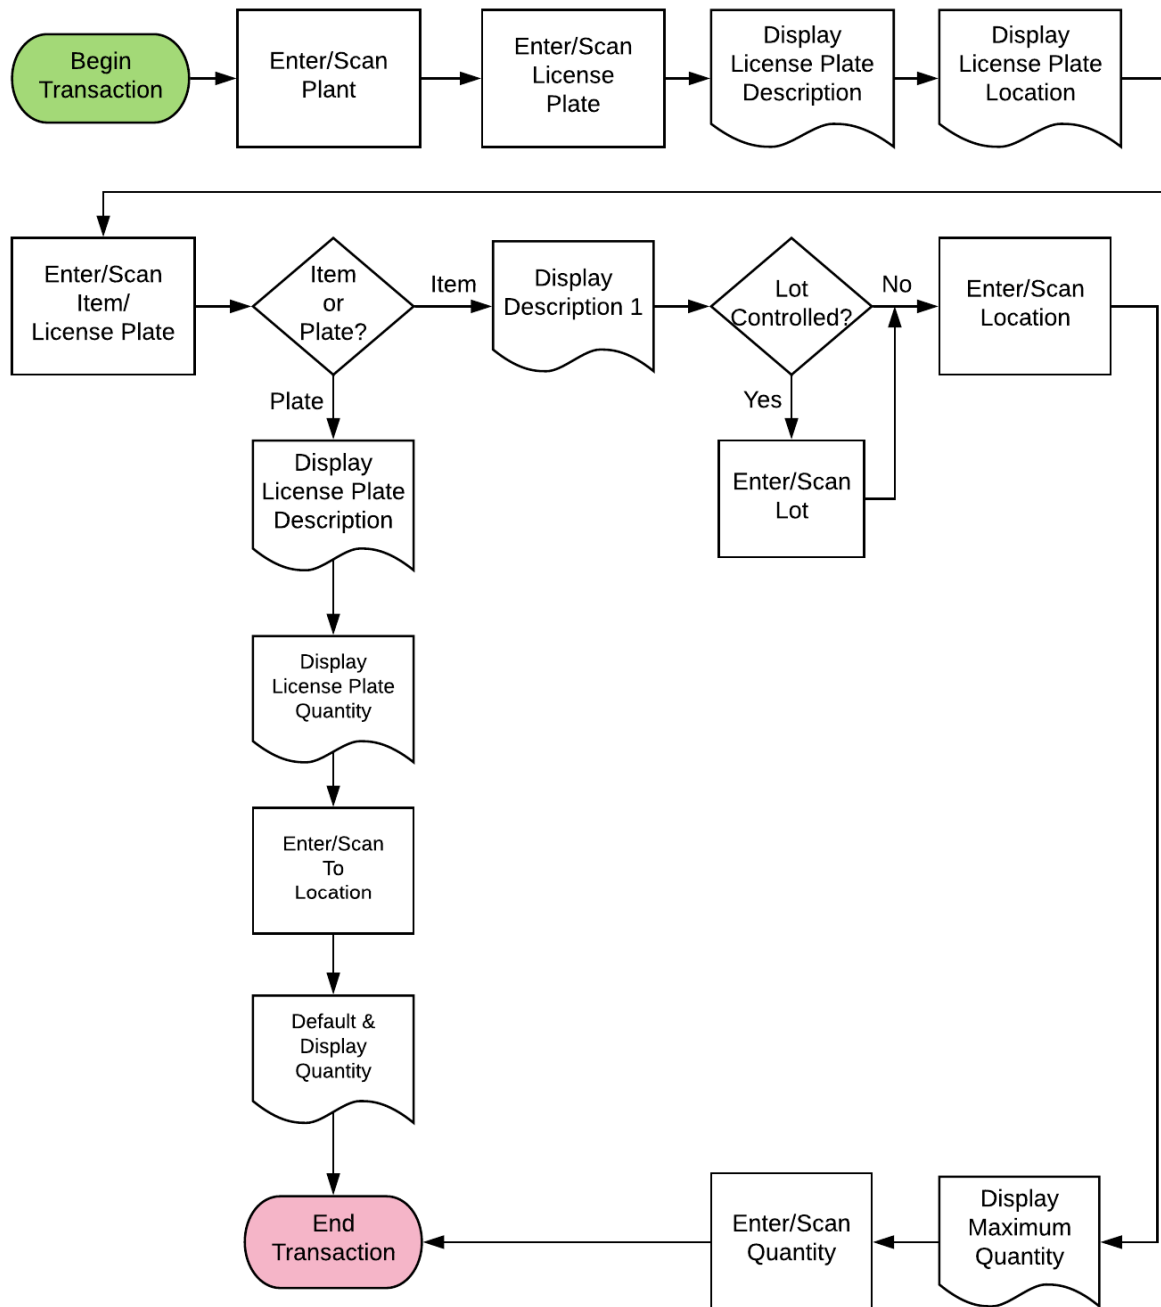 Begin
Transaction
Enter/Scan
Plant
Enter/Scan
License
Plate
Display
License Plate
Description
Display
License Plate
Location
Enter/Scan
Item/
License Plate
Item
or
Plate?
Item
Display
Description 1
Lot
Controlled?
No
Enter/Scan
Location
Plate
Yes
Display
License Plate
Description
Enter/Scan
Lot
Display
License Plate
Quantity
Enter/Scan
To
Location
Default &
Display
Quantity
End
Transaction
Enter/Scan
Quantity
Display
Maximum
Quantity